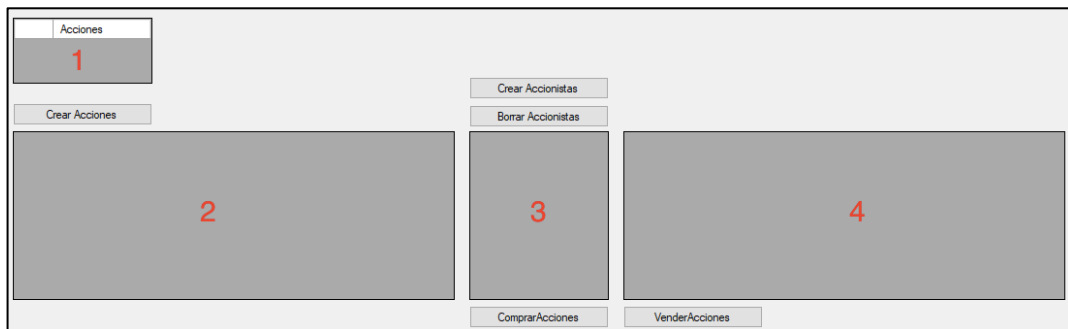 Acciones
1
Crear Acciones
Crear Accionistas
Borrar Accionistas
2
3
4
ComprarAcciones
VenderAcciones